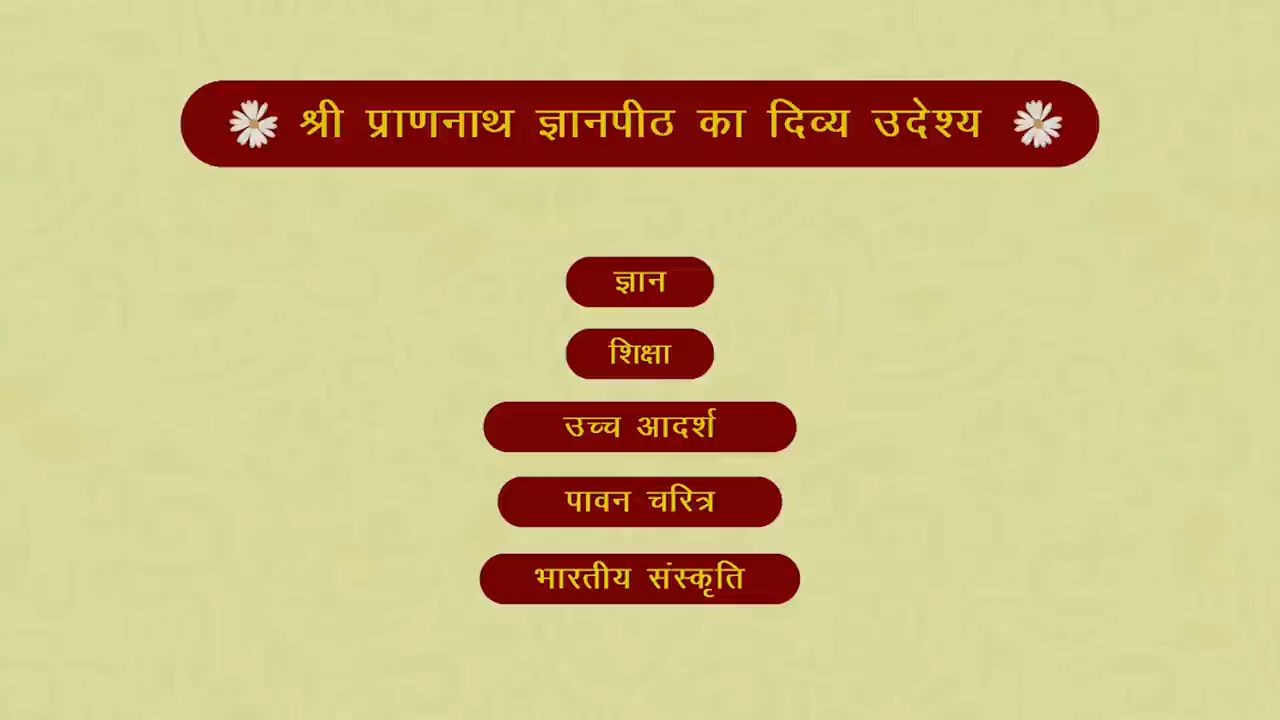 श्री प्राणनाथ ज्ञानपीठ का दिव्य उदेश्य
ज्ञान
शिक्षा
उच्च आदर्श
पावन चरित्र
भारतीय संस्कृति